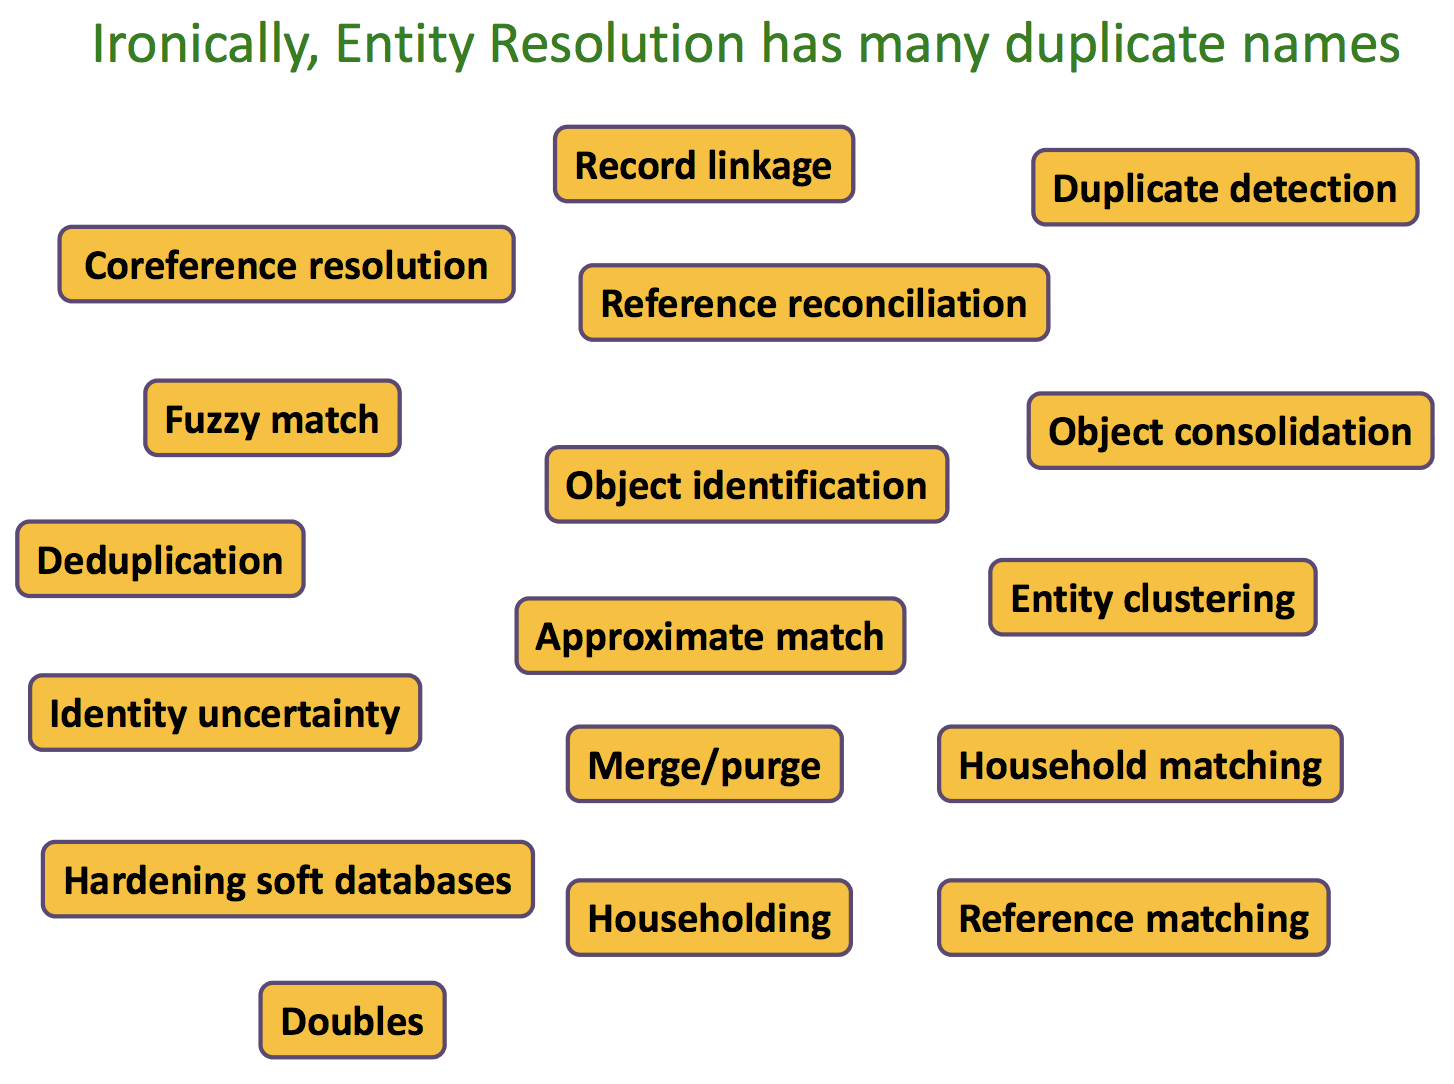 Ironically, Entity Resolution has many duplicate names
Record linkage
Duplicate detection
Coreference resolution
Reference reconciliation
Fuzzy match
Object consolidation
Object identification
Deduplication
Entity clustering
Approximate match
Identity uncertainty
Merge/purge
Household matching
Hardening soft databases
Householding
Reference matching
Doubles